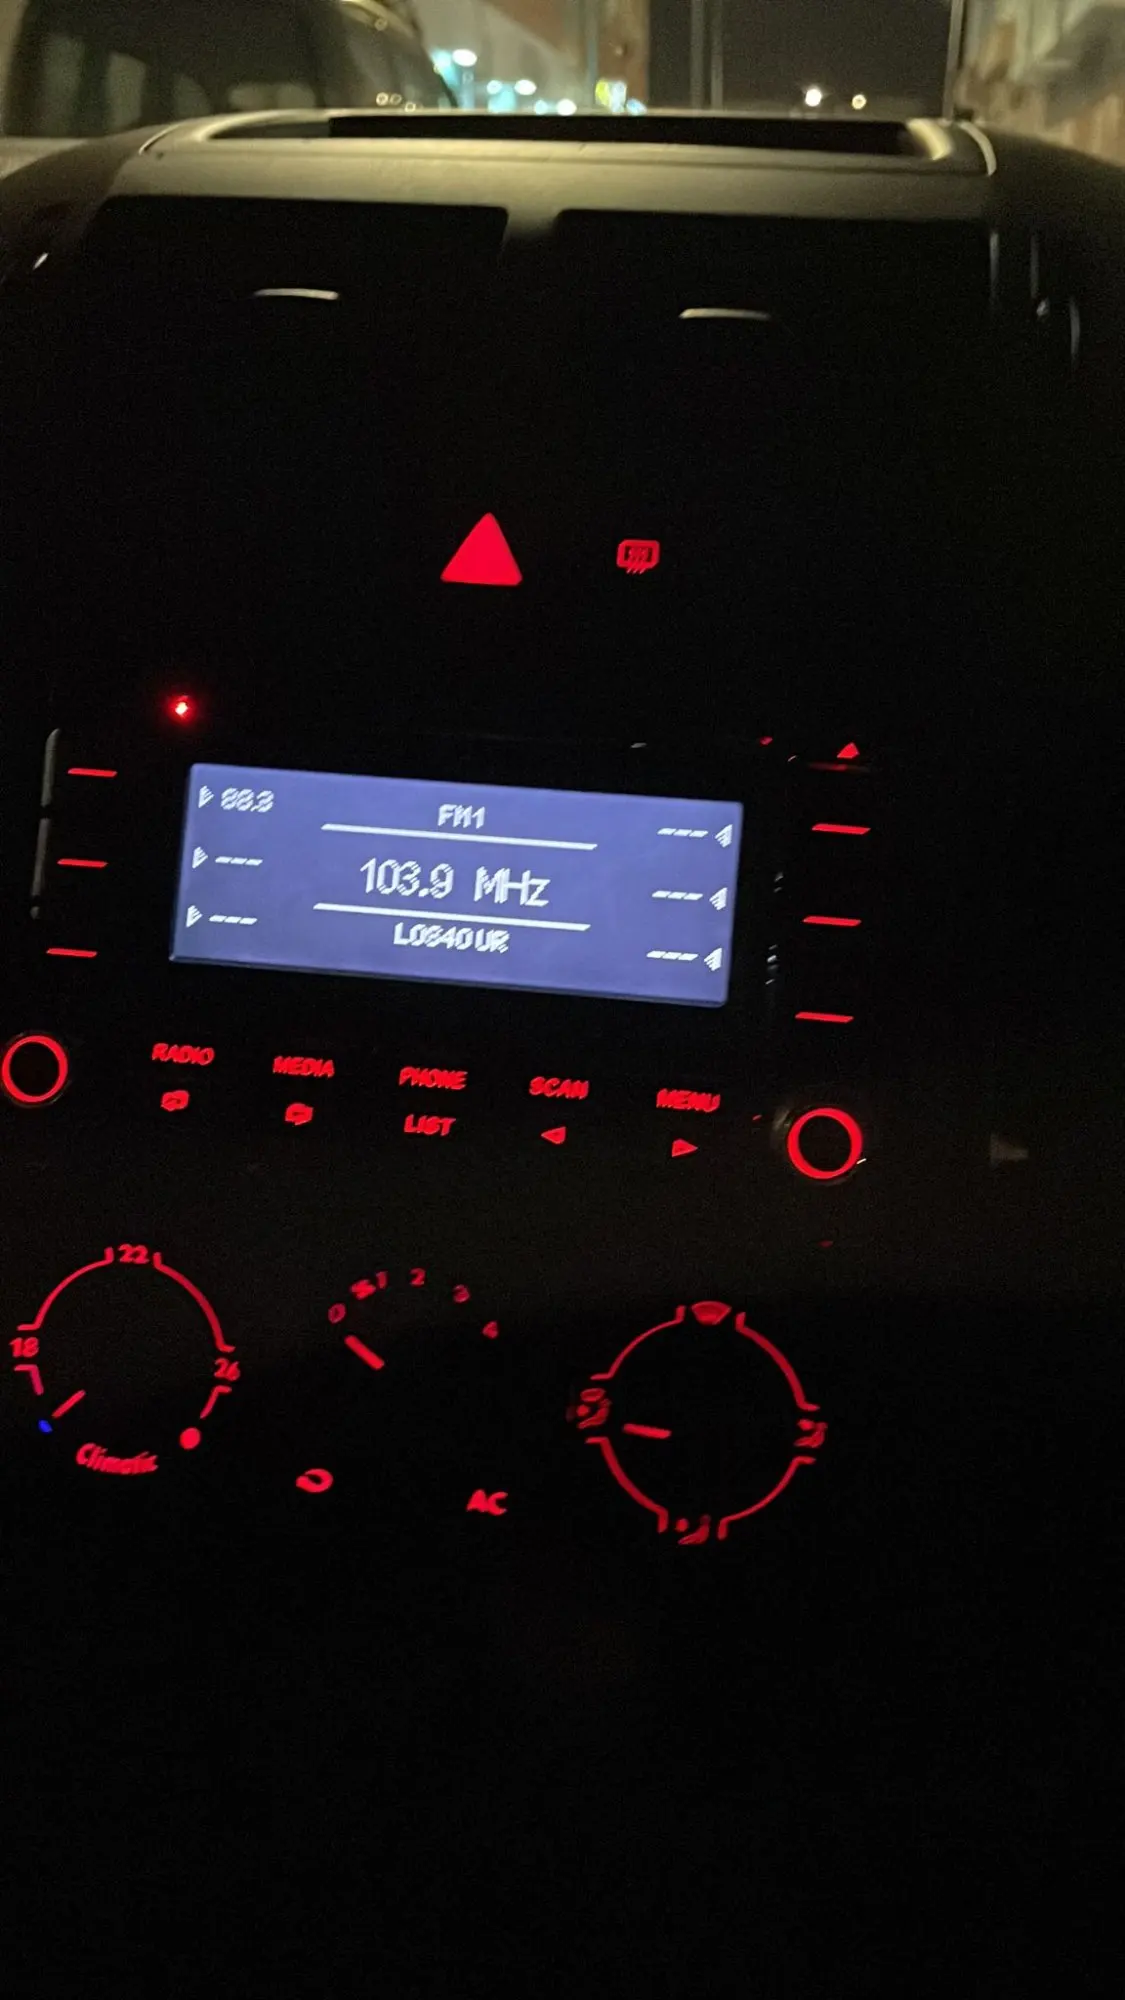 88.3
FM1
---
---
103.9 MHz
---
---
---
RADIO
MEDIA
PHONE
SCAN
MENU
LIST
22
18
26
Climatic
0
1
2
3
4
AC